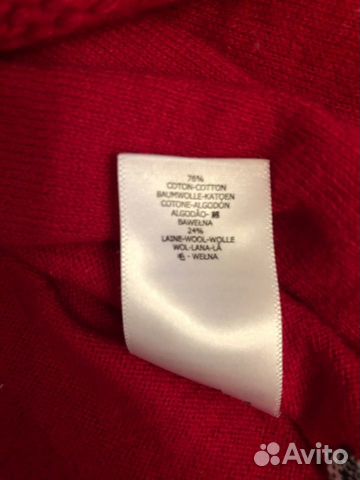 76%
COTON-COTTON
BAUMWOLLE-KATOEN
COTONE-ALGODÓN
ALGODÃO-棉
BAWEŁNA
24%
LAINE-WOOL-WOLLE
WOL-LANA-LÃ
毛 - WEŁNA
Avito